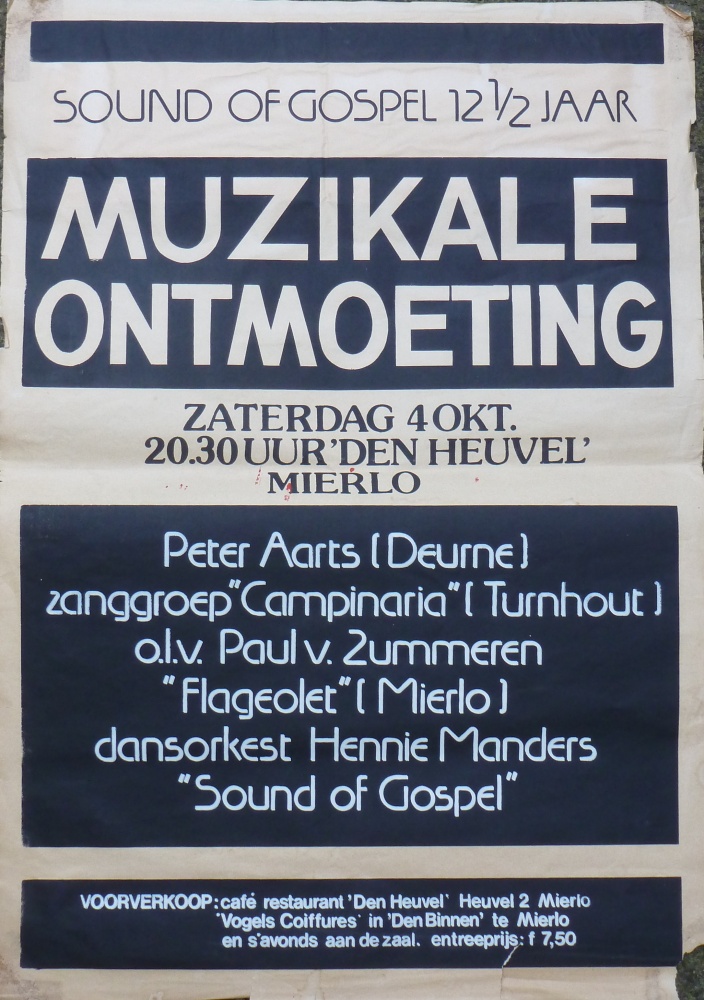 SOUND OF GOSPEL 12 1/2 JAAR
MUZIKALE
ONTMOETING
ZATERDAG 4 OKT.
20.30 UUR 'DEN HEUVEL'
MIERLO
Peter Aarts (Deurne)
zanggroep "Campinaria" (Turnhout)
o.l.v. Paul v. Zummeren
"Flageolet" (Mierlo)
dansorkest Hennie Manders
"Sound of Gospel"
VOORVERKOOP: café restaurant 'Den Heuvel' Heuvel 2 Mierlo
'Vogels Coiffures' in 'Den Binnen' te Mierlo
en s'avonds aan de zaal. entreeprijs: f 7,50